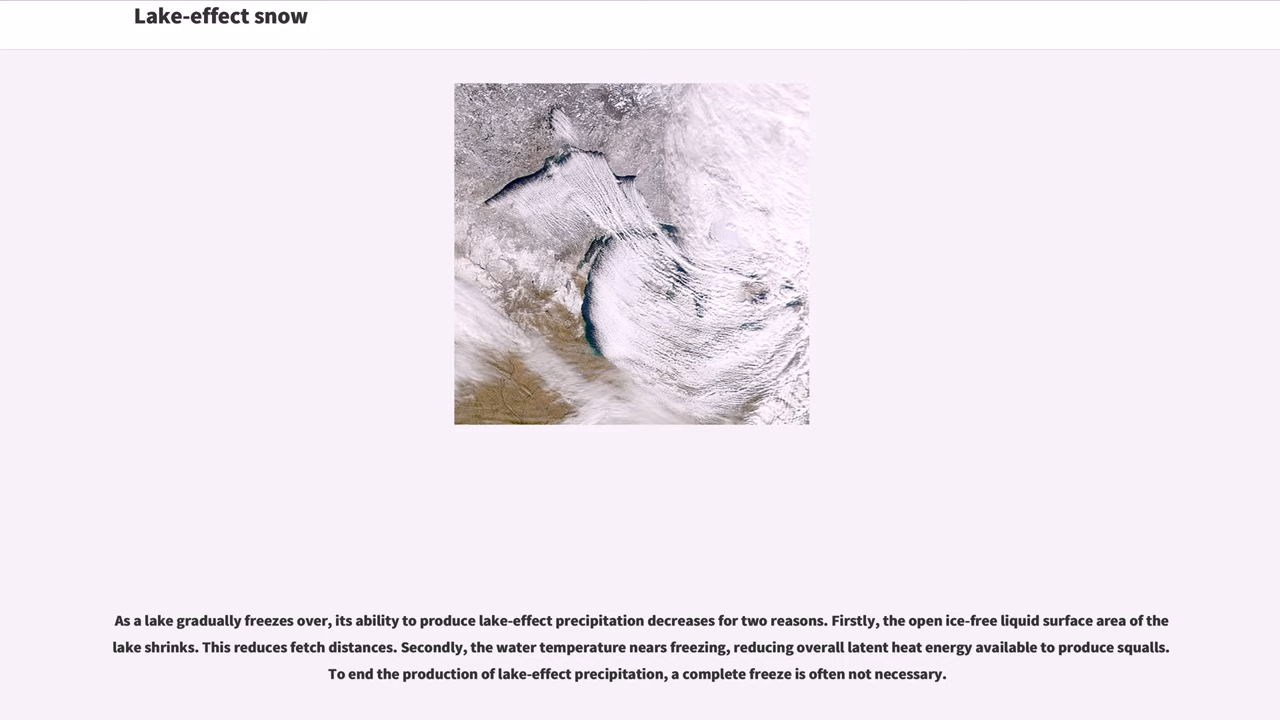 Lake-effect snow
As a lake gradually freezes over, its ability to produce lake-effect precipitation decreases for two reasons. Firstly, the open ice-free liquid surface area of the
lake shrinks. This reduces fetch distances. Secondly, the water temperature nears freezing, reducing overall latent heat energy available to produce squalls.
To end the production of lake-effect precipitation, a complete freeze is often not necessary.